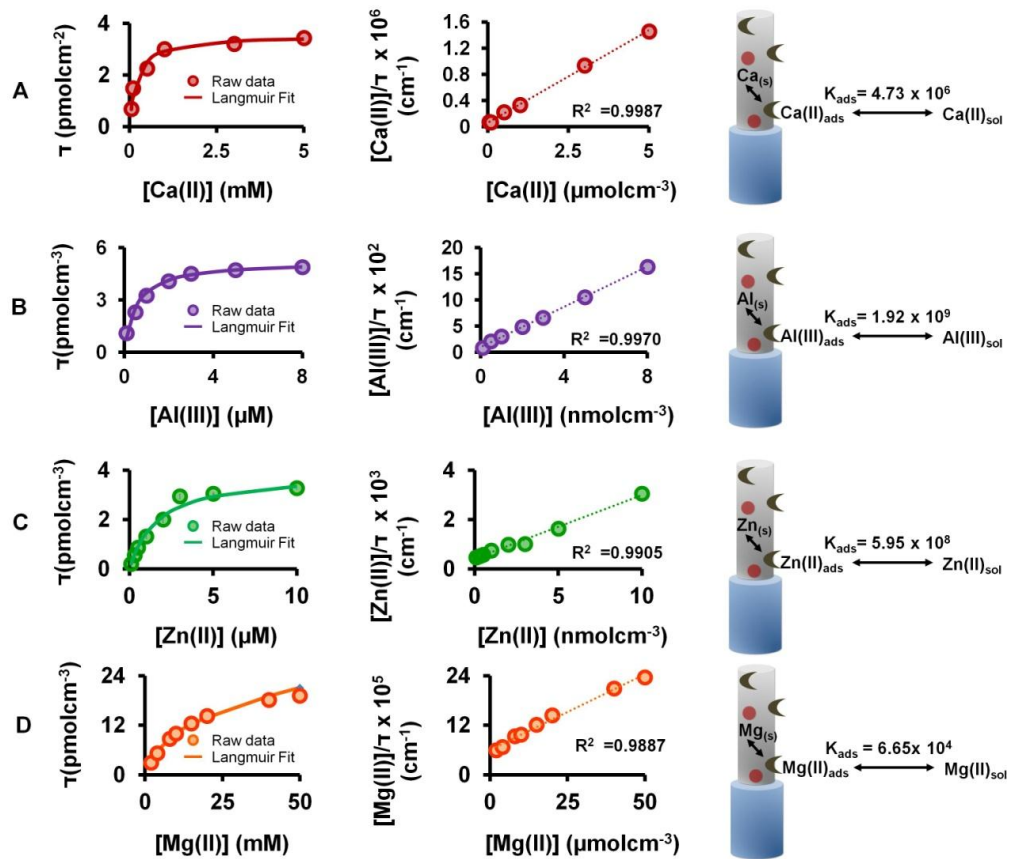 A
τ (pmolcm-2)
4
2
0
0 2.5 5
Raw data
Langmuir Fit
[Ca(II)] (mM)
[Ca(II)]/τ x 10⁶
(cm-1)
1.6
1.2
0.8
0.4
0
0 2.5 5
R² =0.9987
[Ca(II)] (µmolcm-3)
Ca(s)
Kads = 4.73 x 10⁶
Ca(II)ads Ca(II)sol
B
τ(pmolcm-3)
6
3
0
0 4 8
Raw data
Langmuir Fit
[Al(III)] (µM)
[Al(III)]/τ x 10²
(cm-1)
20
15
10
5
0
0 4 8
R² =0.9970
[Al(III)] (nmolcm-3)
Al(s)
Kads = 1.92 x 10⁹
Al(III)ads Al(III)sol
C
τ(pmolcm-3)
4
2
0
0 5 10
Raw data
Langmuir Fit
[Zn(II)] (µM)
[Zn(II)]/τ x 10³
(cm-1)
4
2
0
0 5 10
R² =0.9905
[Zn(II)] (nmolcm-3)
Zn(s)
Kads = 5.95 x 10⁸
Zn(II)ads Zn(II)sol
D
τ(pmolcm-3)
24
12
0
0 25 50
Raw data
Langmuir Fit
[Mg(II)] (mM)
[Mg(II)]/τ x 10⁵
(cm-1)
24
12
0
0 25 50
R² =0.9887
[Mg(II)] (µmolcm-3)
Mg(s)
Kads = 6.65x 10⁴
Mg(II)ads Mg(II)sol